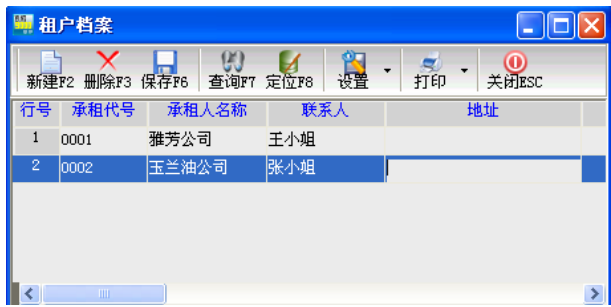 租户档案
新建F2 删除F3 保存F6 查询F7 定位F8 设置 打印 关闭ESC
行号 承租代号 承租人名称 联系人 地址
1 0001 雅芳公司 王小姐
2 0002 玉兰油公司 张小姐